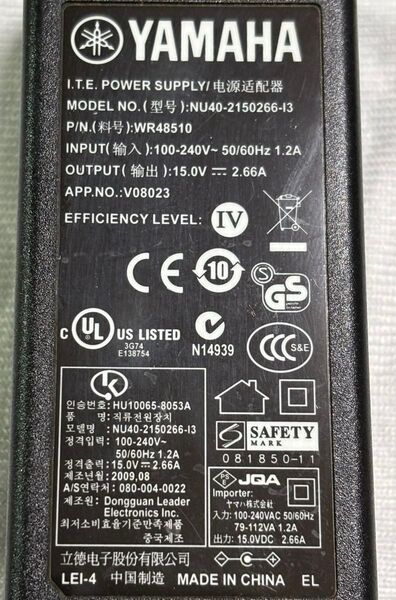 YAMAHA
I.T.E. POWER SUPPLY/电源适配器
MODEL NO.(型号):NU40-2150266-I3
P/N.(料号):WR48510
INPUT(输入):100-240V~ 50/60Hz 1.2A
OUTPUT(输出):15.0V⎓2.66A
APP.NO.:V08023
EFFICIENCY LEVEL: IV
CE 10 S GS
C UL US LISTED
3G74
E138754
N14939
CCC S&E
K
인승번호: HU10065-8053A
품 명: 직류전원장치
모델명: NU40-2150266-I3
정격입력: 100-240V~
50/60Hz 1.2A
정격출력: 15.0V⎓2.66A
제조년월: 2009,08
A/S연락처: 080-004-0022
제조원: Dongguan Leader
Electronics Inc.
최저소비효율기준만족제품
중국제조
S SAFETY
MARK
081850-11
PS E JQA
Importer:
ヤマハ株式会社
入力: 100-240VAC 50/60Hz
79-112VA 1.2A
出力: 15.0VDC 2.66A
立德电子股份有限公司
LEI-4 中国制造 MADE IN CHINA EL